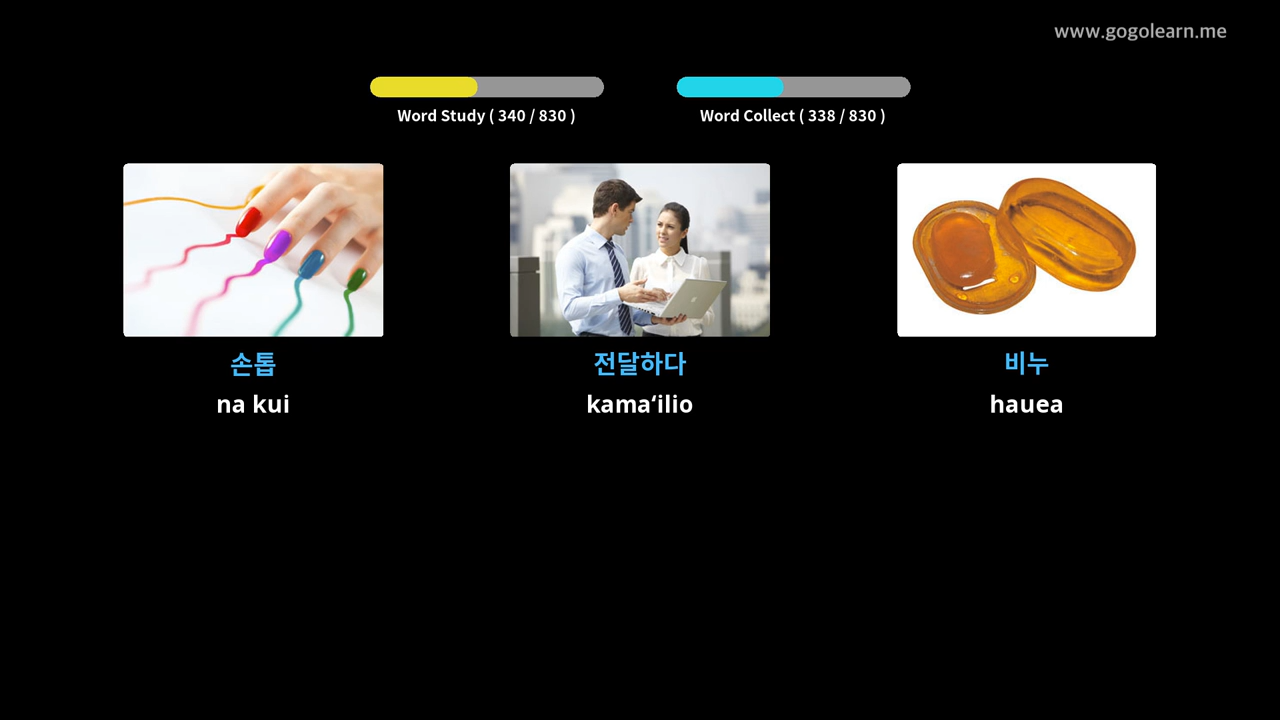 www.gogolearn.me
Word Study ( 340 / 830 )
Word Collect ( 338 / 830 )
손톱
전달하다
비누
na kui
kamaʻilio
hauea